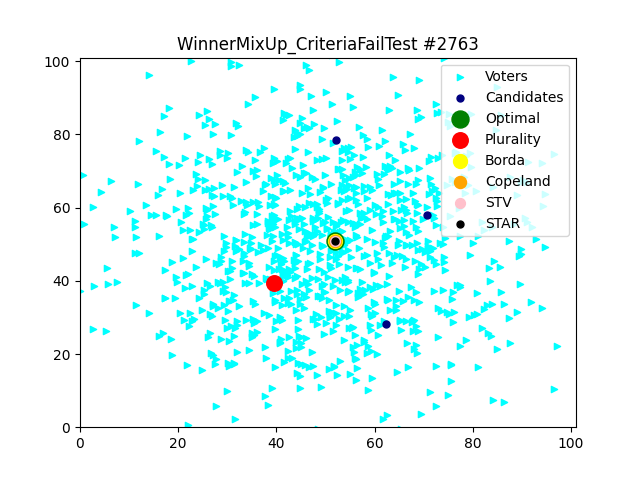 WinnerMixUp_CriteriaFailTest #2763
100
80
60
40
20
0
0
20
40
60
80
100
Voters
Candidates
Optimal
Plurality
Borda
Copeland
STV
STAR